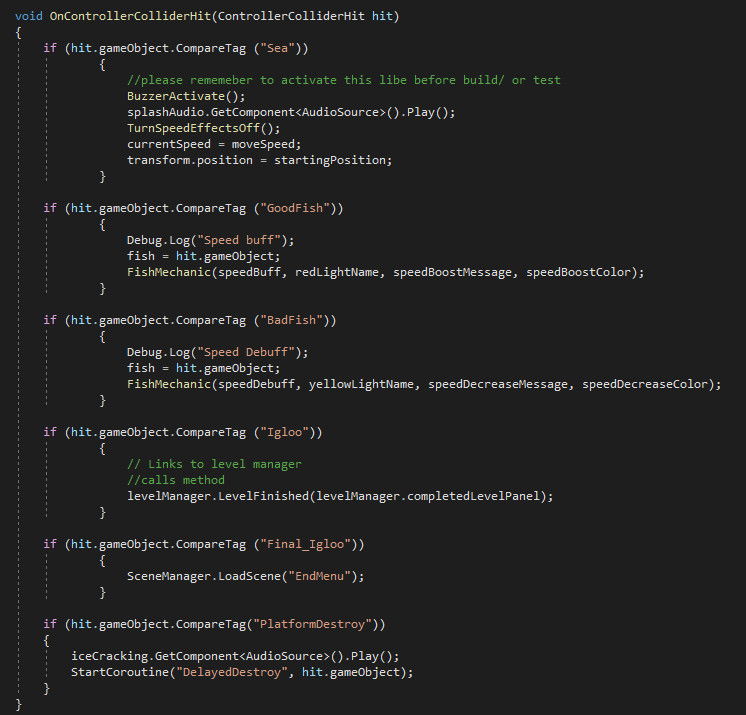 void OnControllerColliderHit(ControllerColliderHit hit)
{
if (hit.gameObject.CompareTag ("Sea"))
{
//please rememeber to activate this libe before build/ or test
BuzzerActivate();
splashAudio.GetComponent<AudioSource>().Play();
TurnSpeedEffectsOff();
currentSpeed = moveSpeed;
transform.position = startingPosition;
}
if (hit.gameObject.CompareTag ("GoodFish"))
{
Debug.Log("Speed buff");
fish = hit.gameObject;
FishMechanic(speedBuff, redLightName, speedBoostMessage, speedBoostColor);
}
if (hit.gameObject.CompareTag ("BadFish"))
{
Debug.Log("Speed Debuff");
fish = hit.gameObject;
FishMechanic(speedDebuff, yellowLightName, speedDecreaseMessage, speedDecreaseColor);
}
if (hit.gameObject.CompareTag ("Igloo"))
{
// Links to level manager
//calls method
levelManager.LevelFinished(levelManager.completedLevelPanel);
}
if (hit.gameObject.CompareTag ("Final_Igloo"))
{
SceneManager.LoadScene("EndMenu");
}
if (hit.gameObject.CompareTag("PlatformDestroy"))
{
iceCracking.GetComponent<AudioSource>().Play();
StartCoroutine("DelayedDestroy", hit.gameObject);
}
}